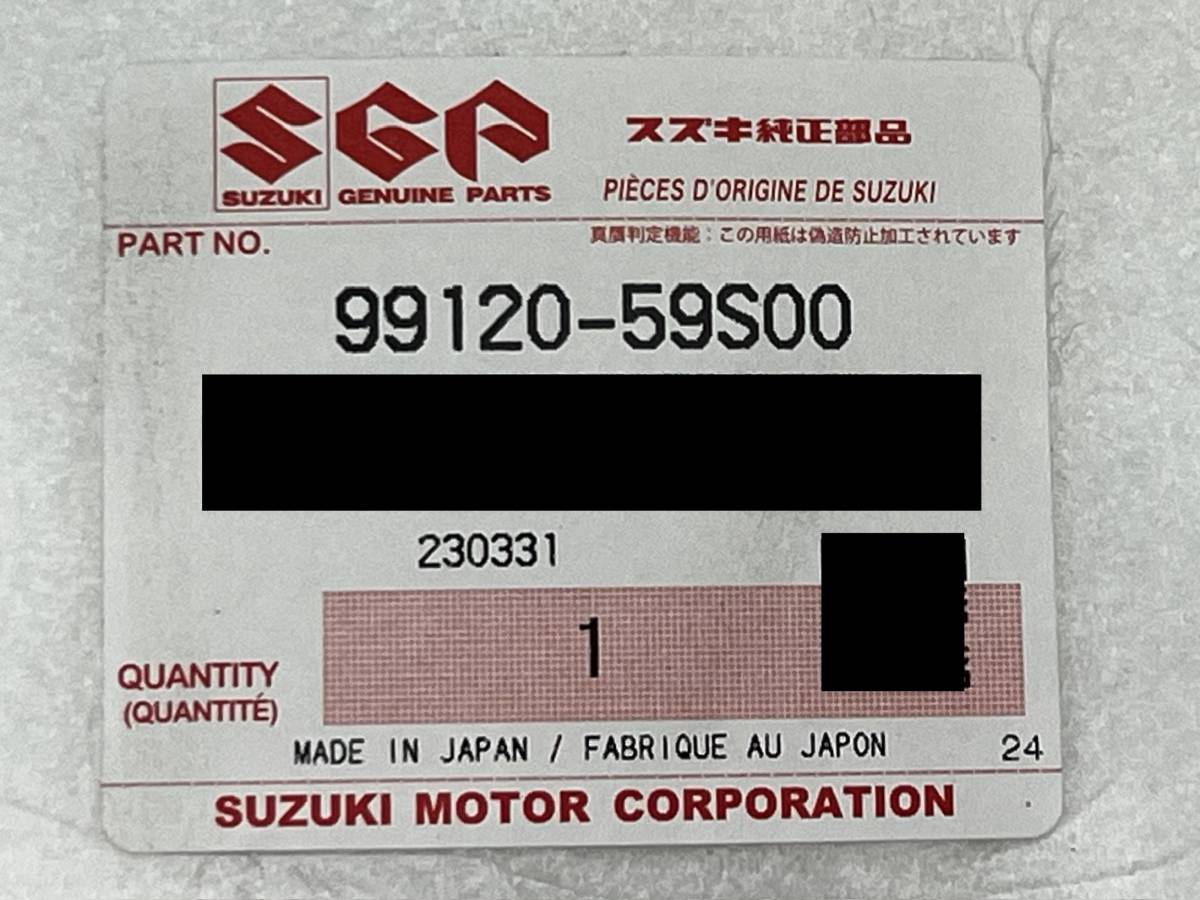 SGP
スズキ純正部品
SUZUKI GENUINE PARTS
PIÈCES D'ORIGINE DE SUZUKI
PART NO.
真贋判定機能：この用紙は偽造防止加工されています
99120-59S00
230331
1
QUANTITY
(QUANTITÉ)
MADE IN JAPAN / FABRIQUE AU JAPON
24
SUZUKI MOTOR CORPORATION